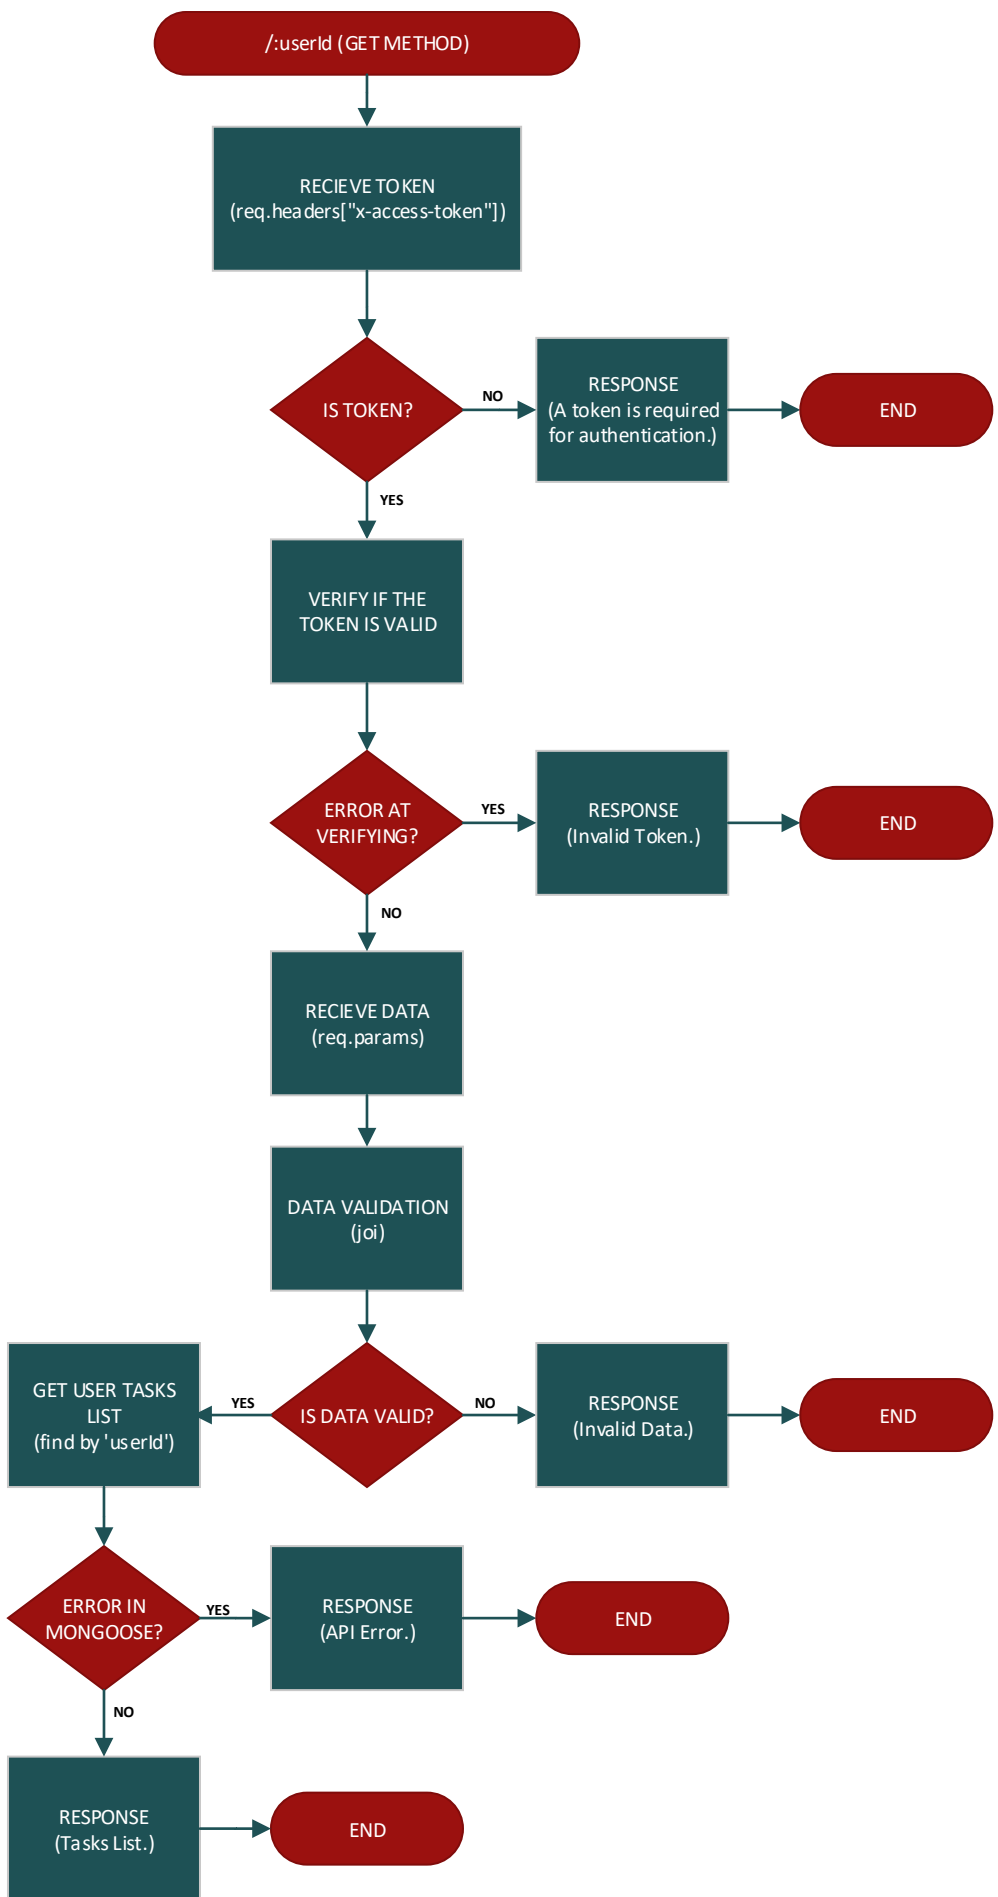 /:userId (GET METHOD)
RECIEVE TOKEN
(req.headers["x-access-token"])
IS TOKEN?
NO
RESPONSE
(A token is required
for authentication.)
END
YES
VERIFY IF THE
TOKEN IS VALID
ERROR AT
VERIFYING?
YES
RESPONSE
(Invalid Token.)
END
NO
RECIEVE DATA
(req.params)
DATA VALIDATION
(joi)
GET USER TASKS
LIST
(find by 'userId')
YES
IS DATA VALID?
NO
RESPONSE
(Invalid Data.)
END
ERROR IN
MONGOOSE?
YES
RESPONSE
(API Error.)
END
NO
RESPONSE
(Tasks List.)
END